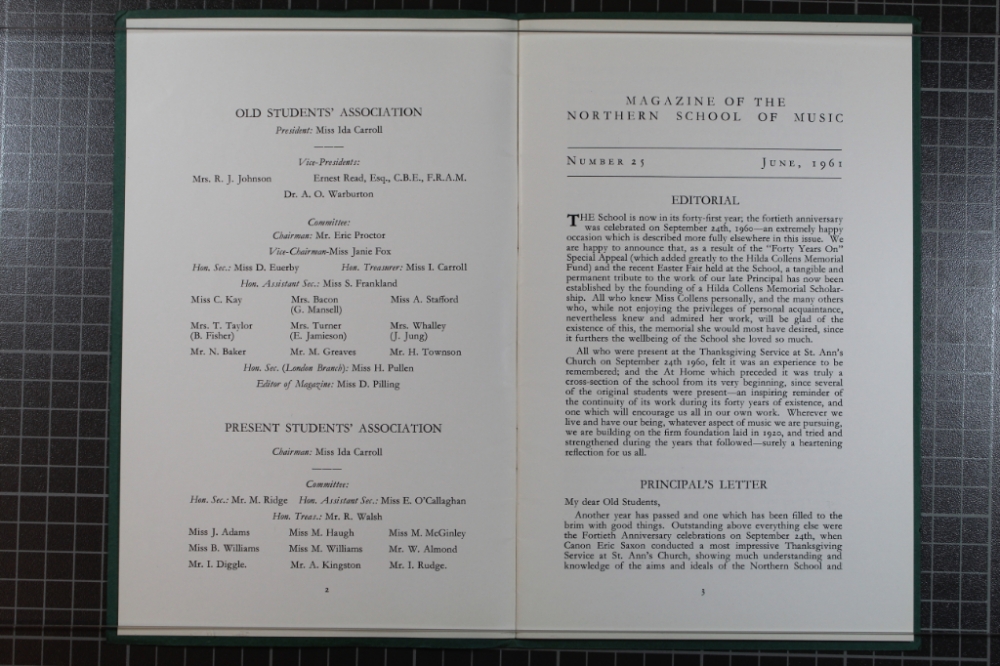 OLD STUDENTS' ASSOCIATION
President: Miss Ida Carroll
Vice-Presidents:
Mrs. R. J. Johnson Ernest Read, Esq., C.B.E., F.R.A.M.
Dr. A. O. Warburton
Committee:
Chairman: Mr. Eric Proctor
Vice-Chairman-Miss Janie Fox
Hon. Sec.: Miss D. Euerby Hon. Treasurer: Miss I. Carroll
Hon. Assistant Sec.: Miss S. Frankland
Miss C. Kay Mrs. Bacon Miss A. Stafford
(G. Mansell)
Mrs. T. Taylor Mrs. Turner Mrs. Whalley
(B. Fisher) (E. Jamieson) (J. Jung)
Mr. N. Baker Mr. M. Greaves Mr. H. Townson
Hon. Sec. (London Branch): Miss H. Pullen
Editor of Magazine: Miss D. Pilling
PRESENT STUDENTS' ASSOCIATION
Chairman: Miss Ida Carroll
Committee:
Hon. Sec.: Mr. M. Ridge Hon. Assistant Sec.: Miss E. O'Callaghan
Hon. Treas.: Mr. R. Walsh
Miss J. Adams Miss M. Haugh Miss M. McGinley
Miss B. Williams Miss M. Williams Mr. W. Almond
Mr. I. Diggle. Mr. A. Kingston Mr. I. Rudge.
2
MAGAZINE OF THE
NORTHERN SCHOOL OF MUSIC
NUMBER 25 JUNE, 1961
EDITORIAL
THE School is now in its forty-first year; the fortieth anniversary
was celebrated on September 24th, 1960—an extremely happy
occasion which is described more fully elsewhere in this issue. We
are happy to announce that, as a result of the "Forty Years On"
Special Appeal (which added greatly to the Hilda Collens Memorial
Fund) and the recent Easter Fair held at the School, a tangible and
permanent tribute to the work of our late Principal has now been
established by the founding of a Hilda Collens Memorial Scholar-
ship. All who knew Miss Collens personally, and the many others
who, while not enjoying the privileges of personal acquaintance,
nevertheless knew and admired her work, will be glad of the
existence of this, the memorial she would most have desired, since
it furthers the wellbeing of the School she loved so much.
All who were present at the Thanksgiving Service at St. Ann's
Church on September 24th 1960, felt it was an experience to be
remembered; and the At Home which preceded it was truly a
cross-section of the school from its very beginning, since several
of the original students were present—an inspiring reminder of
the continuity of its work during its forty years of existence, and
one which will encourage us all in our own work. Wherever we
live and have our being, whatever aspect of music we are pursuing,
we are building on the firm foundation laid in 1920, and tried and
strengthened during the years that followed—surely a heartening
reflection for us all.
PRINCIPAL'S LETTER
My dear Old Students,
Another year has passed and one which has been filled to the
brim with good things. Outstanding above everything else were
the Fortieth Anniversary celebrations on September 24th, when
Canon Eric Saxon conducted a most impressive Thanksgiving
Service at St. Ann's Church, showing much understanding and
knowledge of the aims and ideals of the Northern School and
3